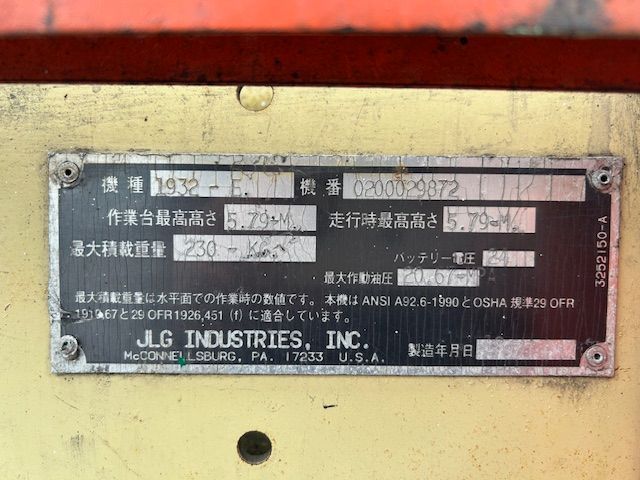 機種 1932-E 機番 0200029872
作業台最高高さ 5.79-M 走行時最高高さ 5.79-M
最大積載重量 230-KG バッテリー電圧 24
最大作動油圧 20.67-MPA
最大積載重量は水平面での作業時の数値です。本機はANSI A92.6-1990とOSHA 規準29 OFR
1910,67と29 OFR1926,451 (f) に適合しています。
JLG INDUSTRIES, INC.
McCONNELLSBURG, PA. 17233 U.S.A.
製造年月日
3252150-A